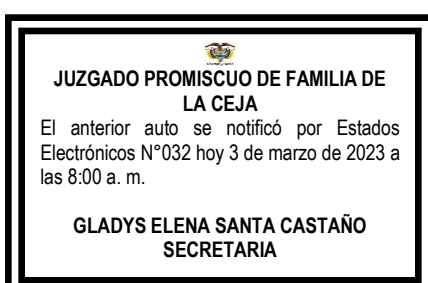 JUZGADO PROMISCUO DE FAMILIA DE
LA CEJA
El anterior auto se notificó por Estados
Electrónicos N°032 hoy 3 de marzo de 2023 a
las 8:00 a. m.
GLADYS ELENA SANTA CASTAÑO
SECRETARIA